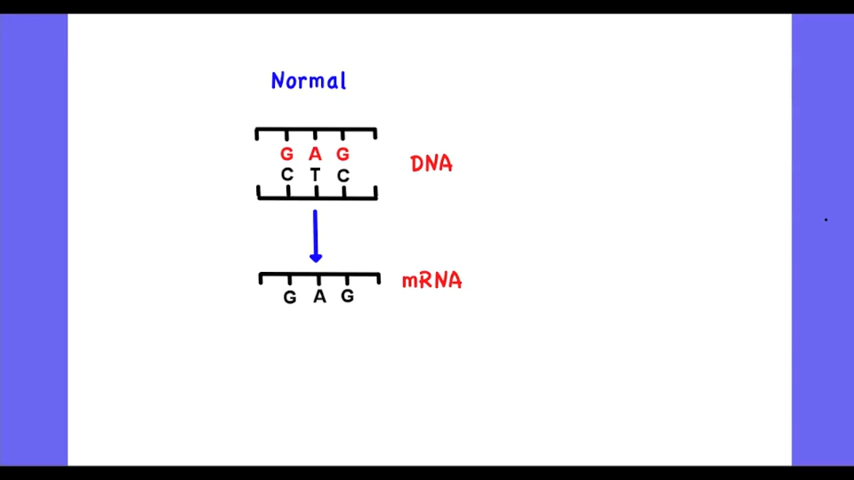 Normal
G A G
C T C
DNA
mRNA
G A G